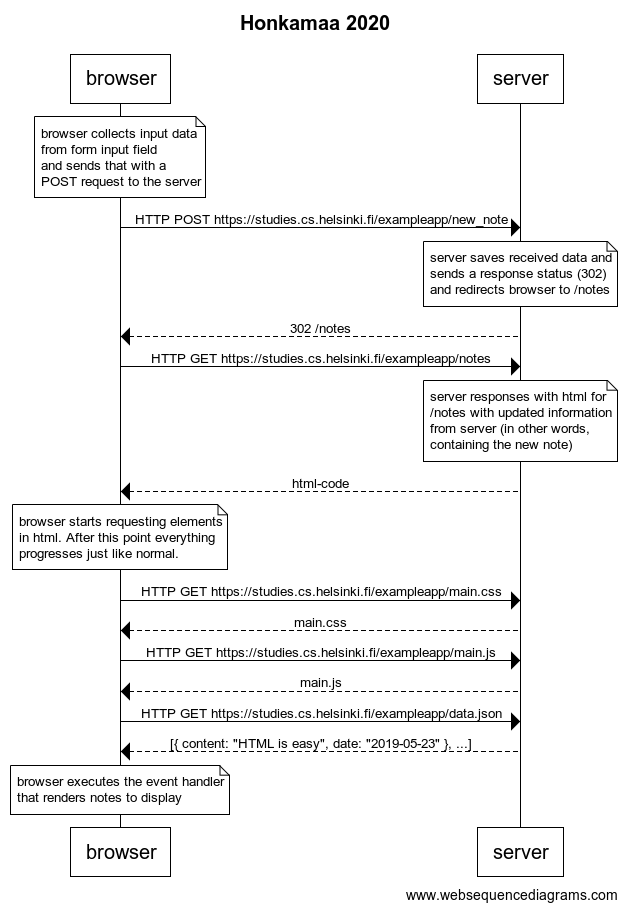 Honkamaa 2020
browser
server
browser collects input data
from form input field
and sends that with a
POST request to the server
HTTP POST https://studies.cs.helsinki.fi/exampleapp/new_note
server saves received data and
sends a response status (302)
and redirects browser to /notes
302 /notes
HTTP GET https://studies.cs.helsinki.fi/exampleapp/notes
server responses with html for
/notes with updated information
from server (in other words,
containing the new note)
html-code
browser starts requesting elements
in html. After this point everything
progresses just like normal.
HTTP GET https://studies.cs.helsinki.fi/exampleapp/main.css
main.css
HTTP GET https://studies.cs.helsinki.fi/exampleapp/main.js
main.js
HTTP GET https://studies.cs.helsinki.fi/exampleapp/data.json
[{ content: "HTML is easy", date: "2019-05-23" }, ...]
browser executes the event handler
that renders notes to display
browser
server
www.websequencediagrams.com